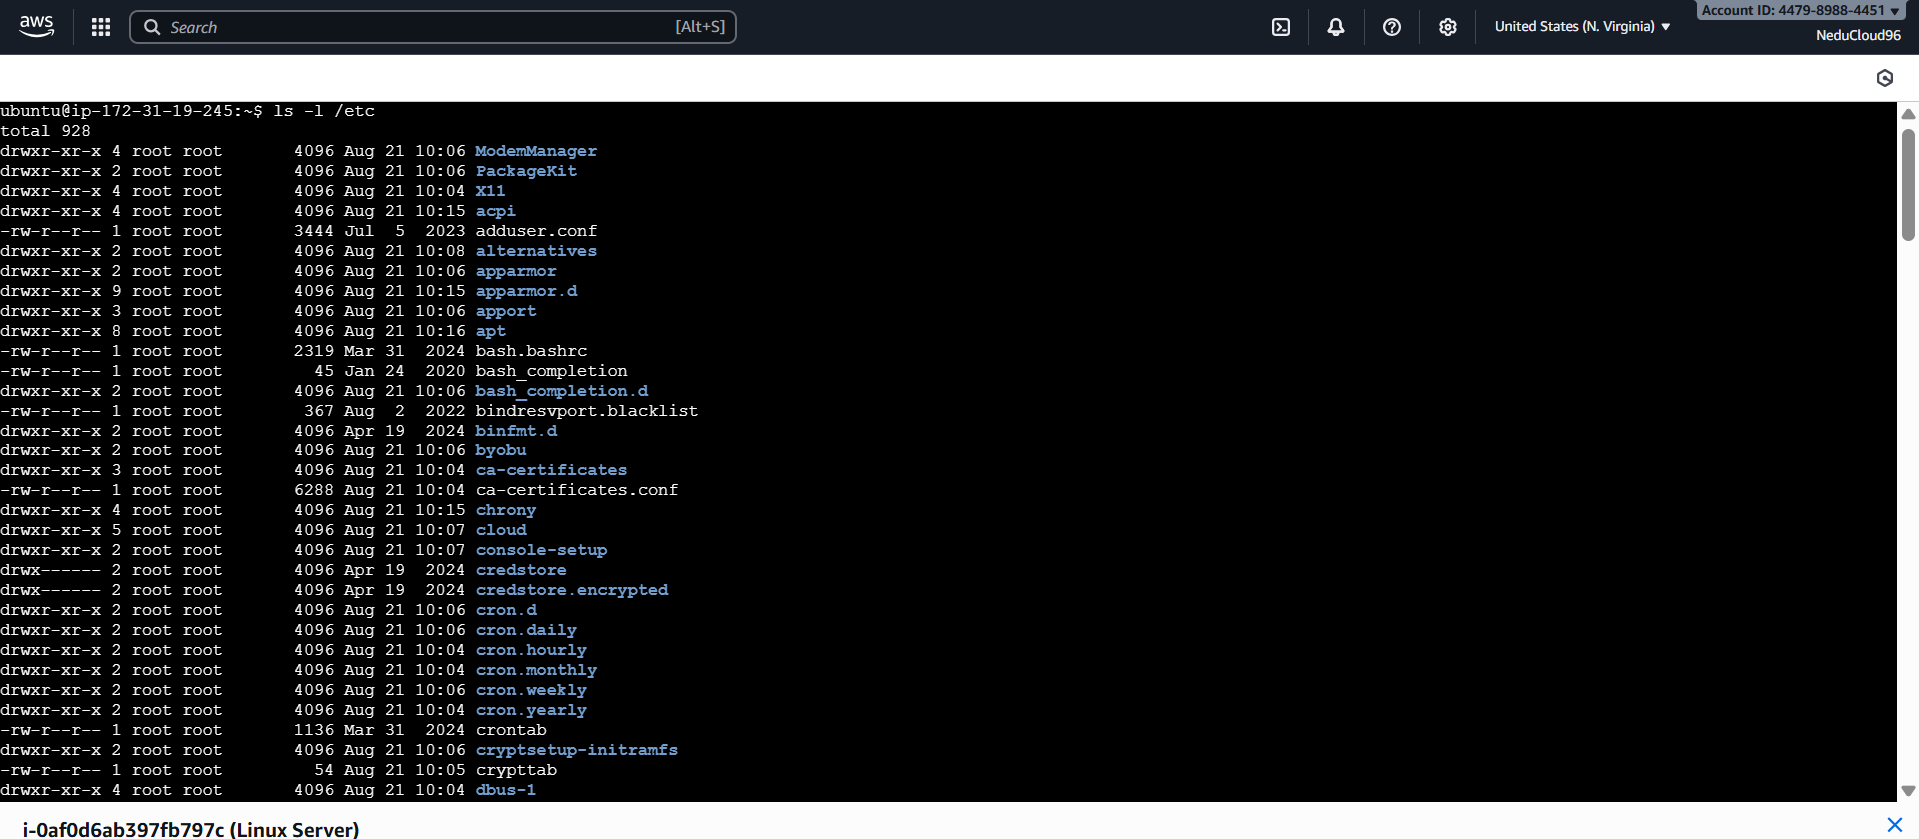 aws
Search [Alt+S]
United States (N. Virginia)
Account ID: 4479-8988-4451
NeduCloud96
ubuntu@ip-172-31-19-245:~$ ls -l /etc
total 928
drwxr-xr-x 4 root root 4096 Aug 21 10:06 ModemManager
drwxr-xr-x 2 root root 4096 Aug 21 10:06 PackageKit
drwxr-xr-x 4 root root 4096 Aug 21 10:04 X11
drwxr-xr-x 4 root root 4096 Aug 21 10:15 acpi
-rw-r--r-- 1 root root 3444 Jul 5 2023 adduser.conf
drwxr-xr-x 2 root root 4096 Aug 21 10:08 alternatives
drwxr-xr-x 2 root root 4096 Aug 21 10:06 apparmor
drwxr-xr-x 9 root root 4096 Aug 21 10:15 apparmor.d
drwxr-xr-x 3 root root 4096 Aug 21 10:06 apport
drwxr-xr-x 8 root root 4096 Aug 21 10:16 apt
-rw-r--r-- 1 root root 2319 Mar 31 2024 bash.bashrc
-rw-r--r-- 1 root root 45 Jan 24 2020 bash_completion
drwxr-xr-x 2 root root 4096 Aug 21 10:06 bash_completion.d
-rw-r--r-- 1 root root 367 Aug 2 2022 bindresvport.blacklist
drwxr-xr-x 2 root root 4096 Apr 19 2024 binfmt.d
drwxr-xr-x 2 root root 4096 Aug 21 10:06 byobu
drwxr-xr-x 3 root root 4096 Aug 21 10:04 ca-certificates
-rw-r--r-- 1 root root 6288 Aug 21 10:04 ca-certificates.conf
drwxr-xr-x 4 root root 4096 Aug 21 10:15 chrony
drwxr-xr-x 5 root root 4096 Aug 21 10:07 cloud
drwxr-xr-x 2 root root 4096 Aug 21 10:07 console-setup
drwx------ 2 root root 4096 Apr 19 2024 credstore
drwx------ 2 root root 4096 Apr 19 2024 credstore.encrypted
drwxr-xr-x 2 root root 4096 Aug 21 10:06 cron.d
drwxr-xr-x 2 root root 4096 Aug 21 10:06 cron.daily
drwxr-xr-x 2 root root 4096 Aug 21 10:04 cron.hourly
drwxr-xr-x 2 root root 4096 Aug 21 10:04 cron.monthly
drwxr-xr-x 2 root root 4096 Aug 21 10:06 cron.weekly
drwxr-xr-x 2 root root 4096 Aug 21 10:04 cron.yearly
-rw-r--r-- 1 root root 1136 Mar 31 2024 crontab
drwxr-xr-x 2 root root 4096 Aug 21 10:06 cryptsetup-initramfs
-rw-r--r-- 1 root root 54 Aug 21 10:05 crypttab
drwxr-xr-x 4 root root 4096 Aug 21 10:04 dbus-1
i-0af0d6ab397fb797c (Linux Server)